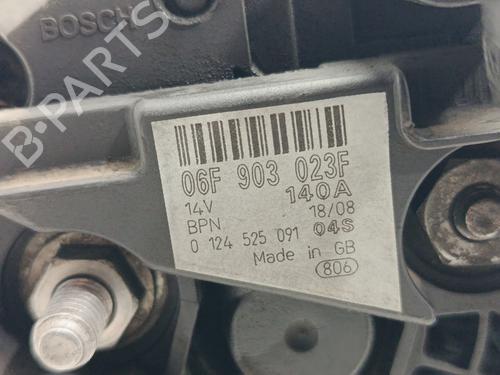 BOSCH
B-PARTS
06F 903 023F
14V 140A
BPN 18/08
0 124 525 091 04S
Made in GB
806